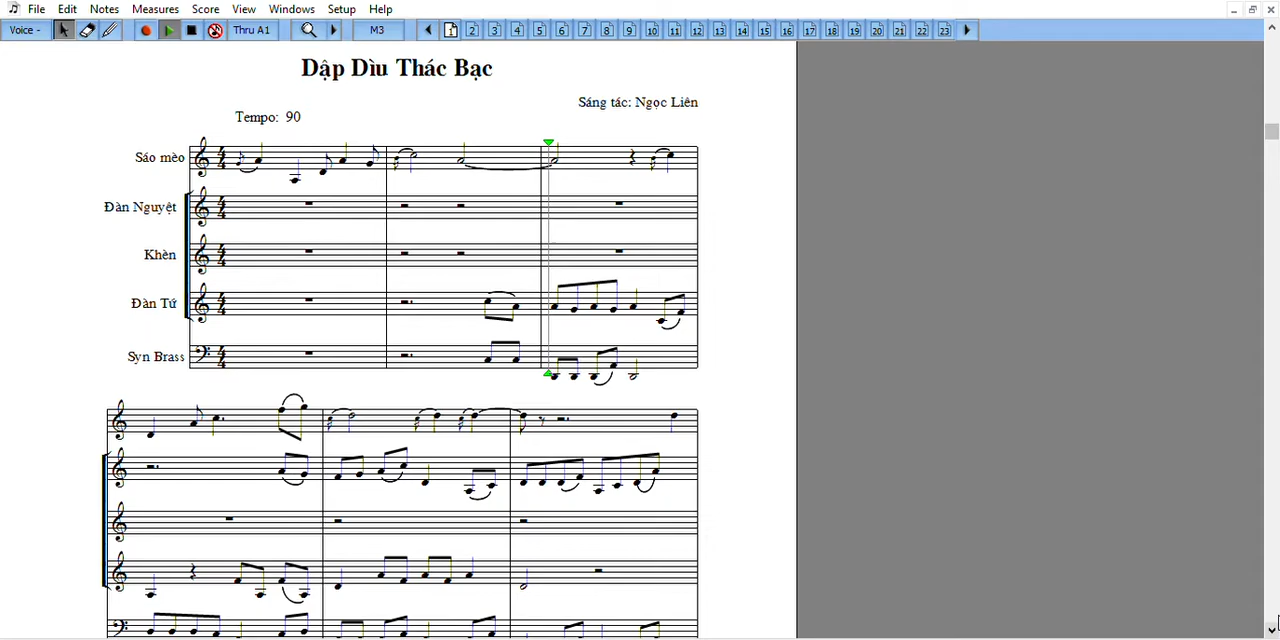 File Edit Notes Measures Score View Windows Setup Help
Voice - Thru A1 M3 1 2 3 4 5 6 7 8 9 10 11 12 13 14 15 16 17 18 19 20 21 22 23
Dập Dìu Thác Bạc
Sáng tác: Ngọc Liên
Tempo: 90
Sáo mèo
Đàn Nguyệt
Khèn
Đàn Tứ
Syn Brass